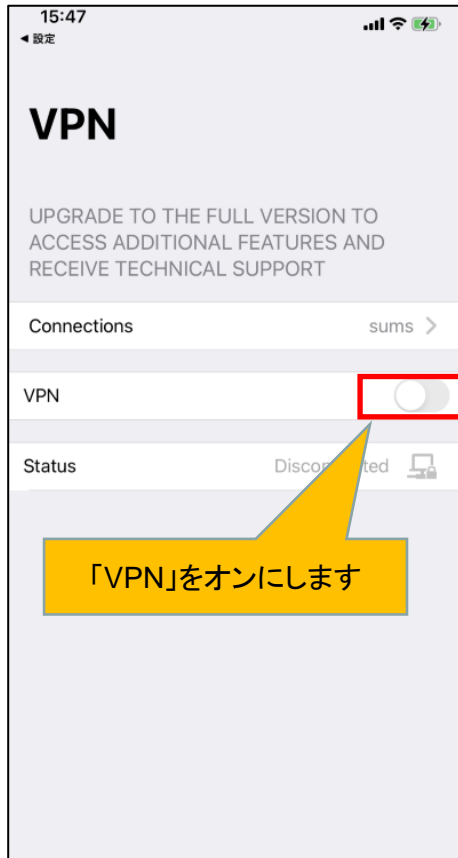 15:47
◀ 設定
VPN
UPGRADE TO THE FULL VERSION TO
ACCESS ADDITIONAL FEATURES AND
RECEIVE TECHNICAL SUPPORT
Connections sums >
VPN
Status
「VPN」をオンにします